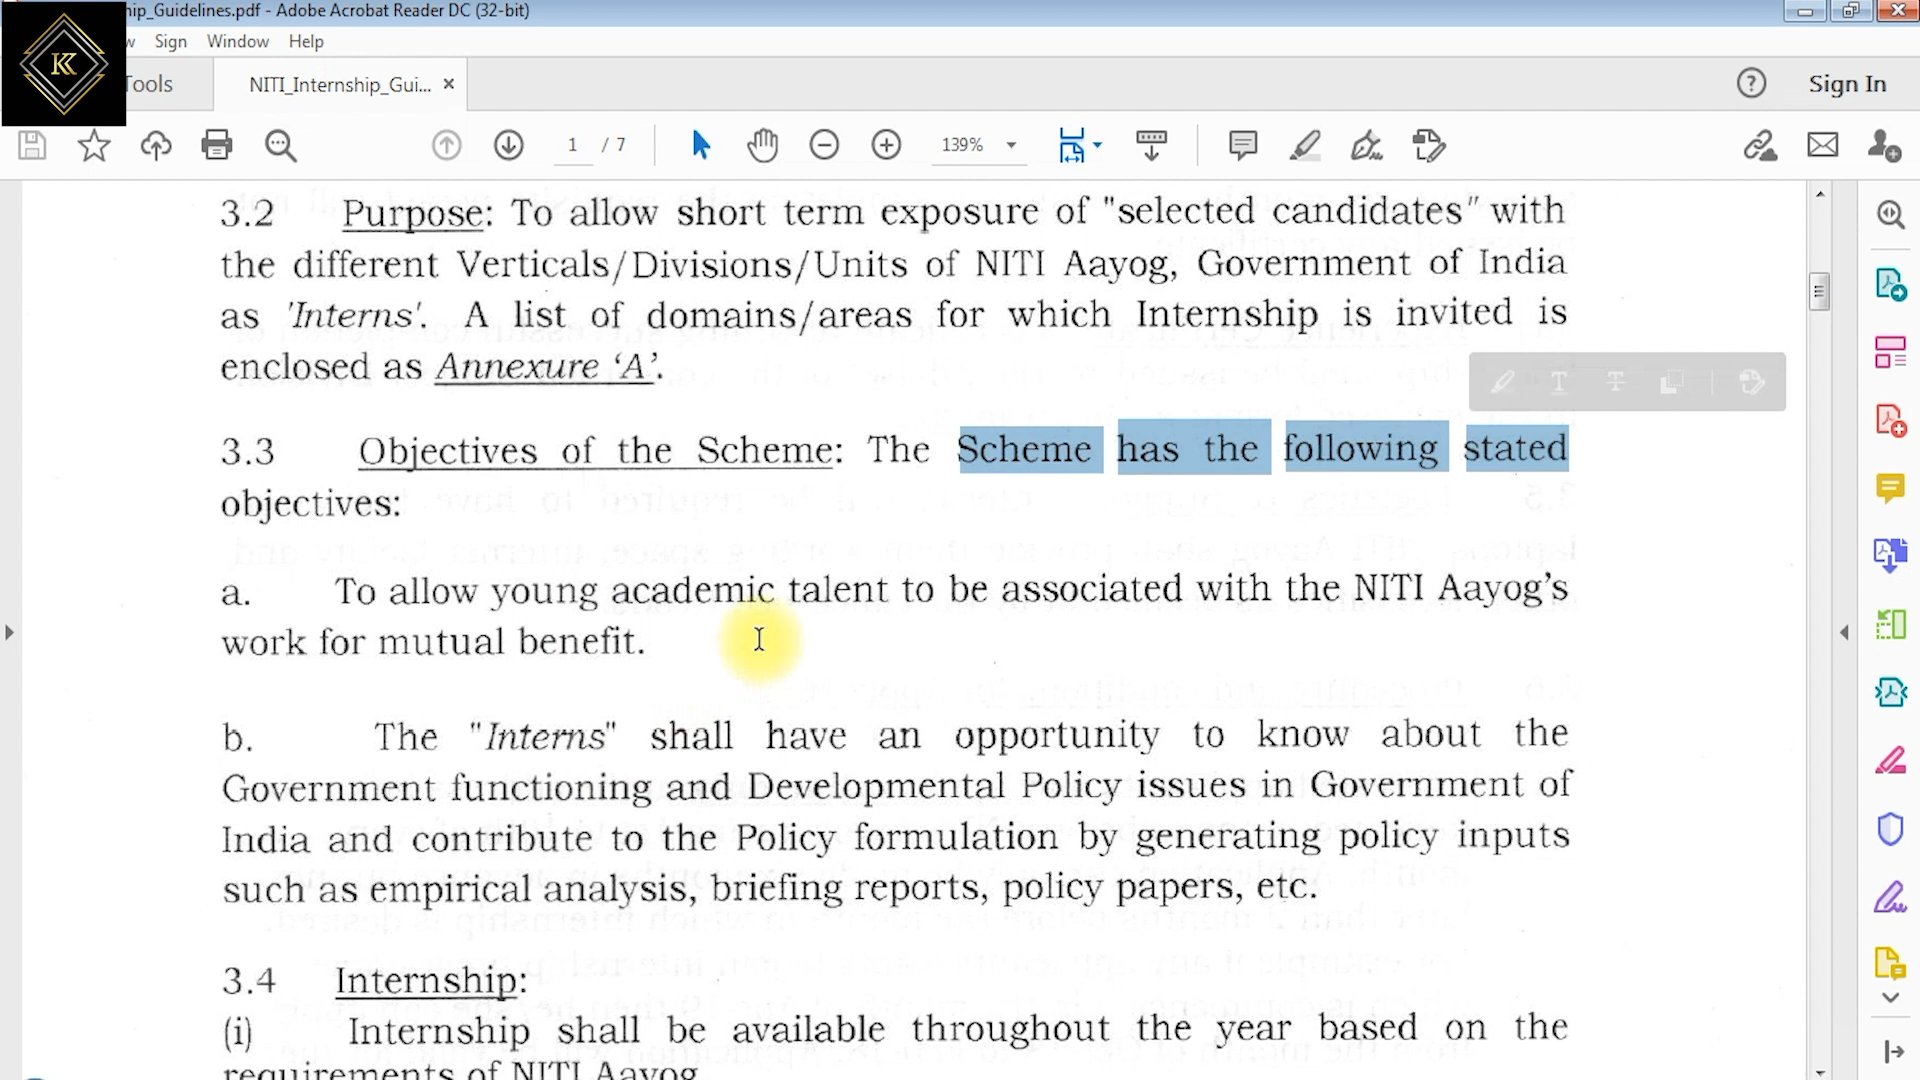 hip_Guidelines.pdf - Adobe Acrobat Reader DC (32-bit)
w Sign Window Help
KK
Tools NITI_Internship_Gui... × Sign In
1 / 7 139%
3.2 Purpose: To allow short term exposure of "selected candidates" with
the different Verticals/Divisions/Units of NITI Aayog, Government of India
as 'Interns'. A list of domains/areas for which Internship is invited is
enclosed as Annexure ‘A’.
3.3 Objectives of the Scheme: The Scheme has the following stated
objectives:
a. To allow young academic talent to be associated with the NITI Aayog’s
work for mutual benefit.
b. The "Interns" shall have an opportunity to know about the
Government functioning and Developmental Policy issues in Government of
India and contribute to the Policy formulation by generating policy inputs
such as empirical analysis, briefing reports, policy papers, etc.
3.4 Internship:
(i) Internship shall be available throughout the year based on the
requirements of NITI Aayog